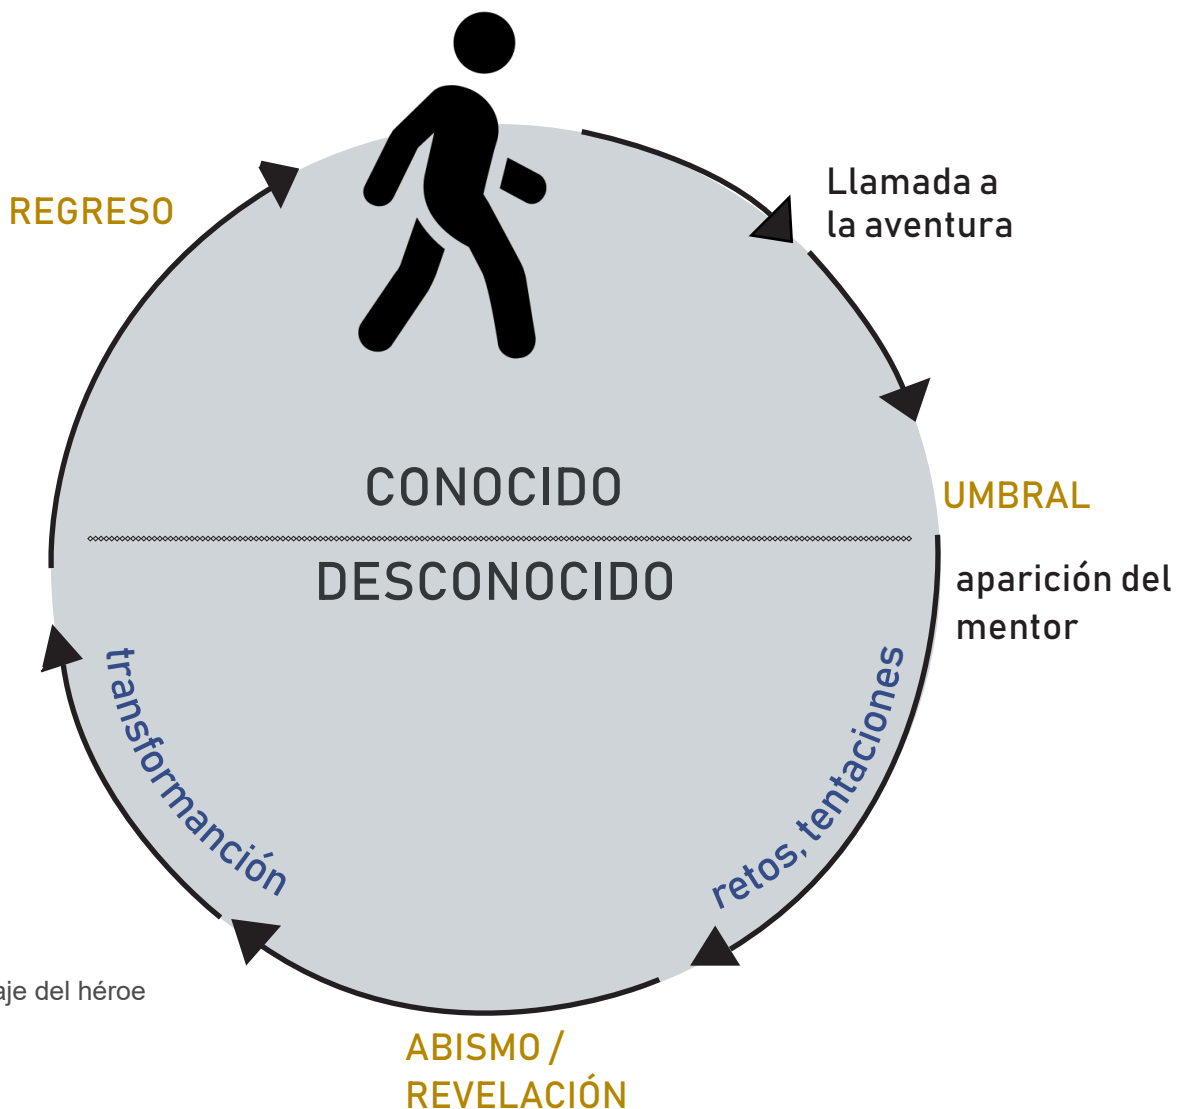 REGRESO
Llamada a
la aventura
CONOCIDO
UMBRAL
DESCONOCIDO
aparición del
mentor
transformanción
retos, tentaciones
aje del héroe
ABISMO /
REVELACIÓN